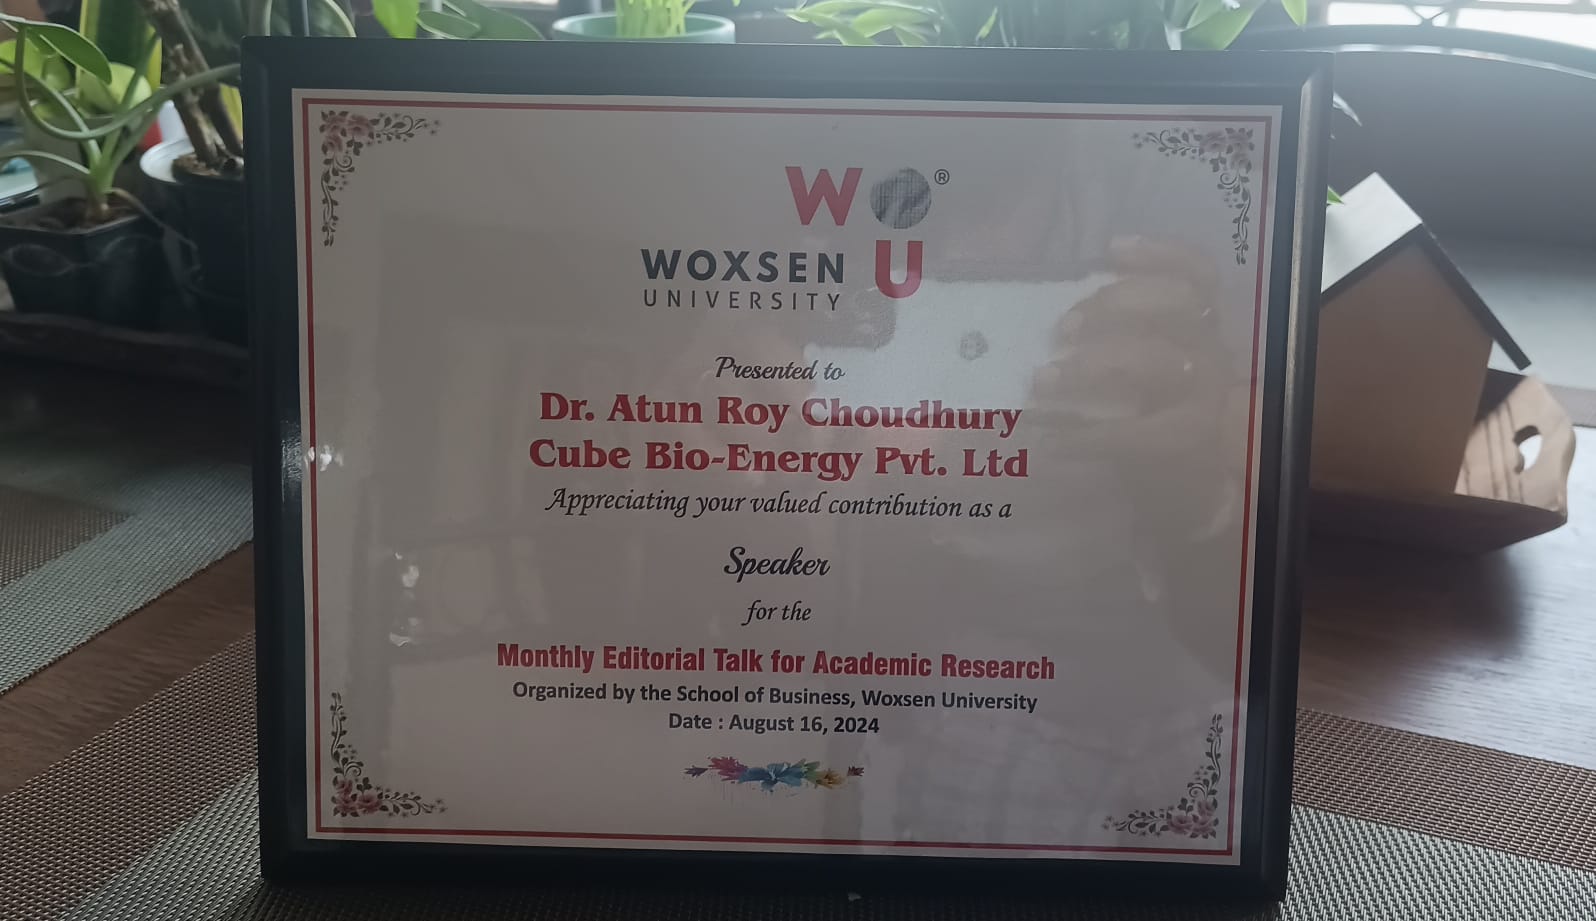 WO®
WOXSEN U
UNIVERSITY
Presented to
Dr. Atun Roy Choudhury
Cube Bio-Energy Pvt. Ltd
Appreciating your valued contribution as a
Speaker
for the
Monthly Editorial Talk for Academic Research
Organized by the School of Business, Woxsen University
Date : August 16, 2024